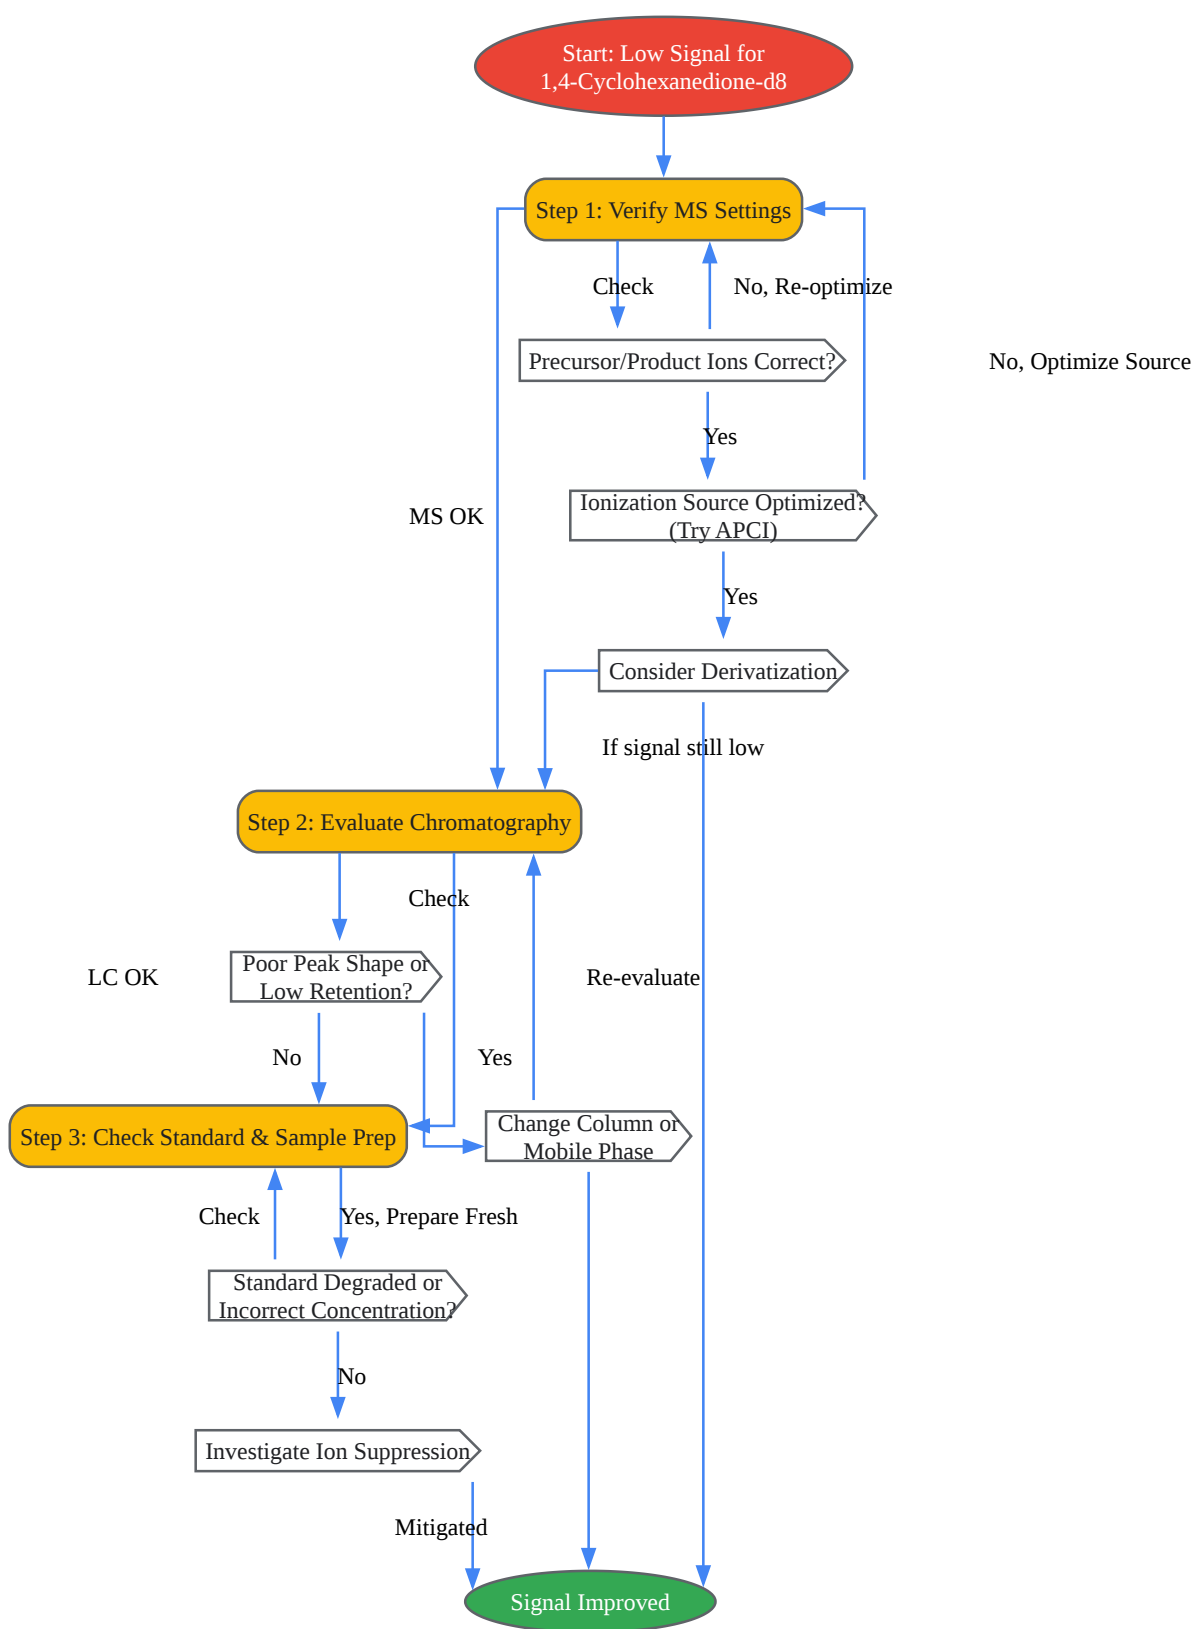 Start: Low Signal for
1,4-Cyclohexanedione-d8
Step 1: Verify MS Settings
Check
No, Re-optimize
Precursor/Product Ions Correct?
No, Optimize Source
Yes
Ionization Source Optimized?
(Try APCI)
MS OK
Yes
Consider Derivatization
If signal still low
Step 2: Evaluate Chromatography
Check
Poor Peak Shape or
Low Retention?
LC OK
Re-evaluate
No
Yes
Step 3: Check Standard & Sample Prep
Change Column or
Mobile Phase
Check
Yes, Prepare Fresh
Standard Degraded or
Incorrect Concentration?
No
Investigate Ion Suppression
Mitigated
Signal Improved